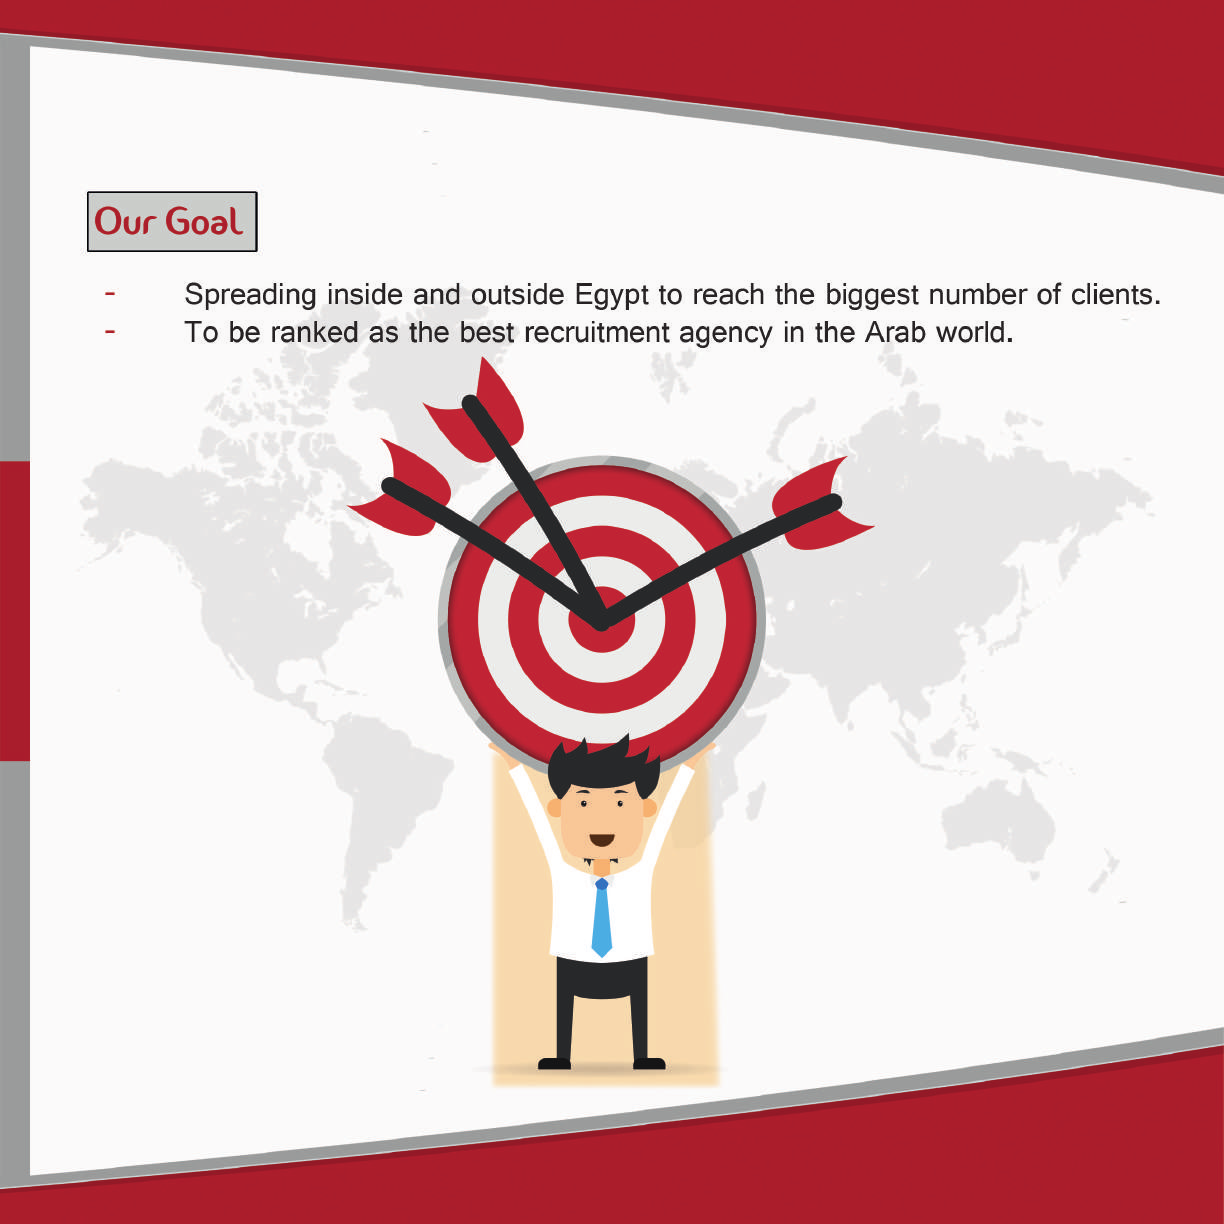 Our Goal
- Spreading inside and outside Egypt to reach the biggest number of clients.
- To be ranked as the best recruitment agency in the Arab world.